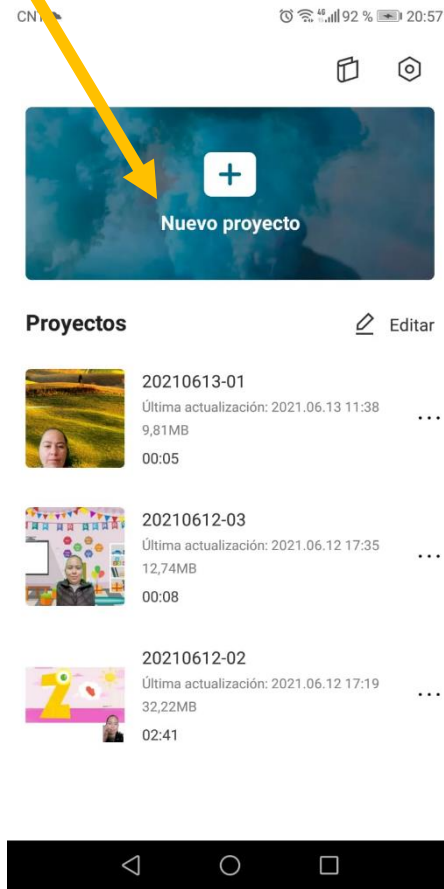 CNT 92 % 20:57
Nuevo proyecto
Proyectos Editar
20210613-01
Última actualización: 2021.06.13 11:38
9,81MB
00:05
20210612-03
Última actualización: 2021.06.12 17:35
12,74MB
00:08
20210612-02
Última actualización: 2021.06.12 17:19
32,22MB
02:41